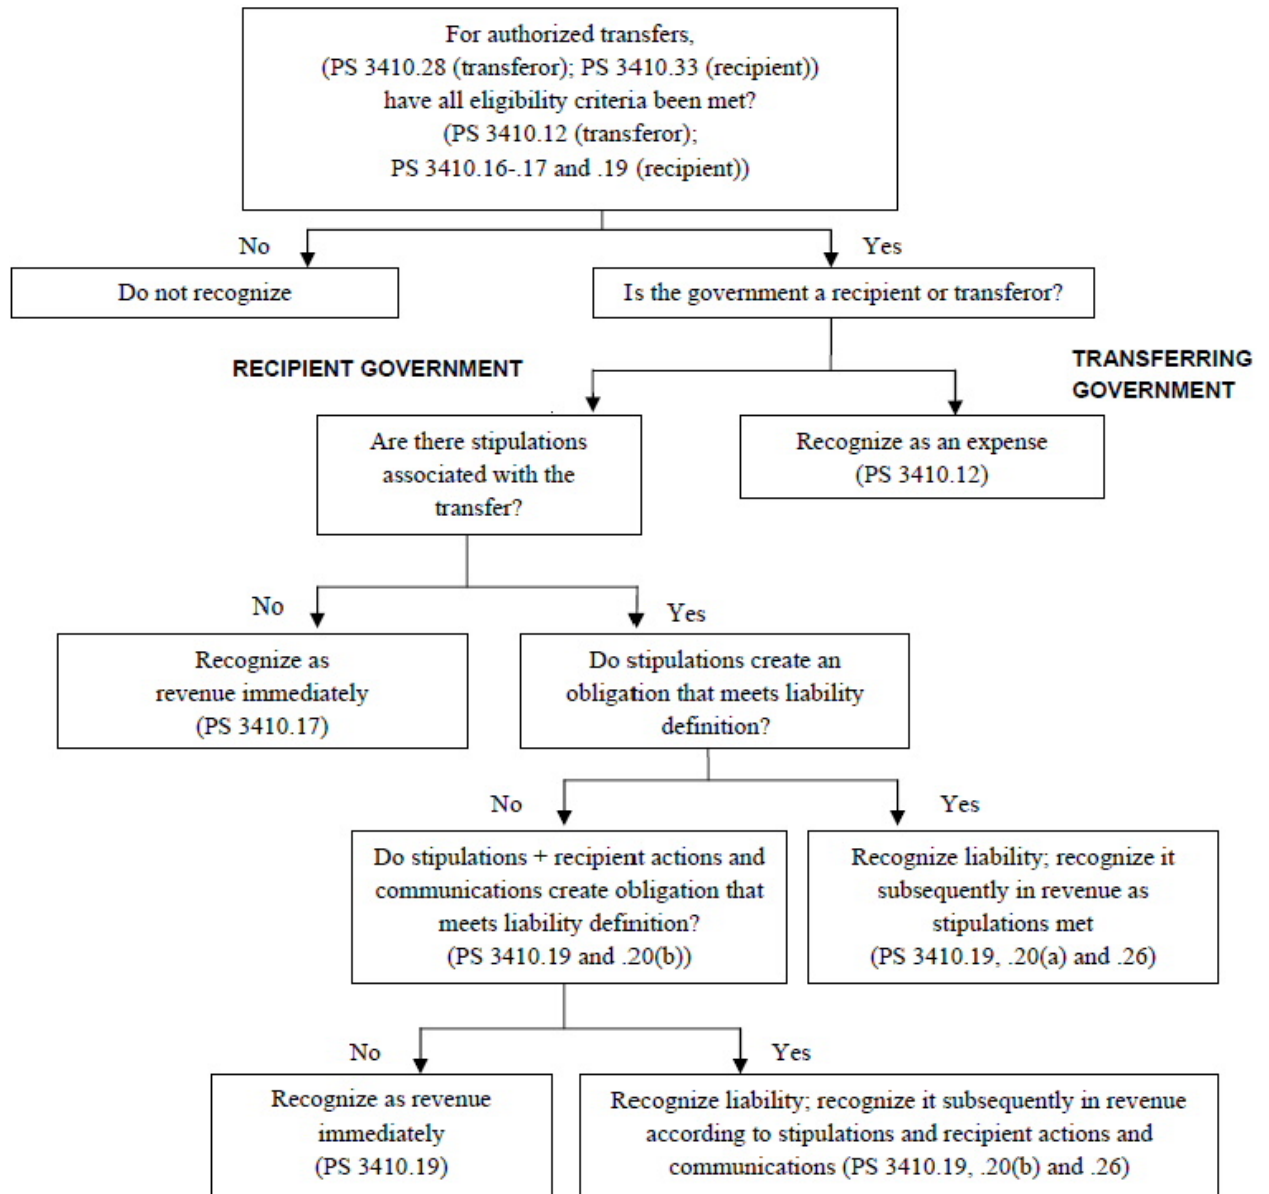 For authorized transfers,
(PS 3410.28 (transferor); PS 3410.33 (recipient))
have all eligibility criteria been met?
(PS 3410.12 (transferor);
PS 3410.16-.17 and .19 (recipient))
No
Yes
Do not recognize
Is the government a recipient or transferor?
RECIPIENT GOVERNMENT
TRANSFERRING
GOVERNMENT
Are there stipulations
associated with the
transfer?
Recognize as an expense
(PS 3410.12)
No
Yes
Recognize as
revenue immediately
(PS 3410.17)
Do stipulations create an
obligation that meets liability
definition?
No
Yes
Do stipulations + recipient actions and
communications create obligation that
meets liability definition?
(PS 3410.19 and .20(b))
Recognize liability; recognize it
subsequently in revenue as
stipulations met
(PS 3410.19, .20(a) and .26)
No
Yes
Recognize as revenue
immediately
(PS 3410.19)
Recognize liability; recognize it subsequently in revenue
according to stipulations and recipient actions and
communications (PS 3410.19, .20(b) and .26)